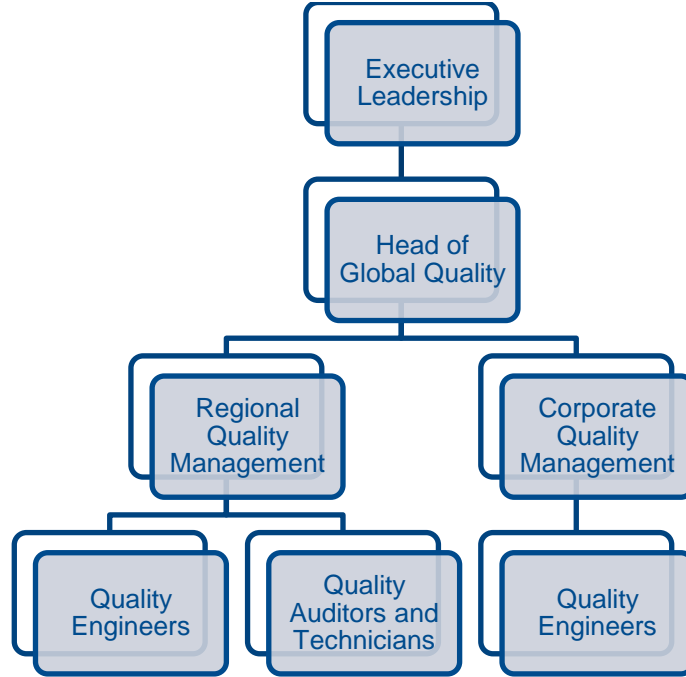 Executive
Leadership
Head of
Global Quality
Regional
Quality
Management
Corporate
Quality
Management
Quality
Engineers
Quality
Auditors and
Technicians
Quality
Engineers